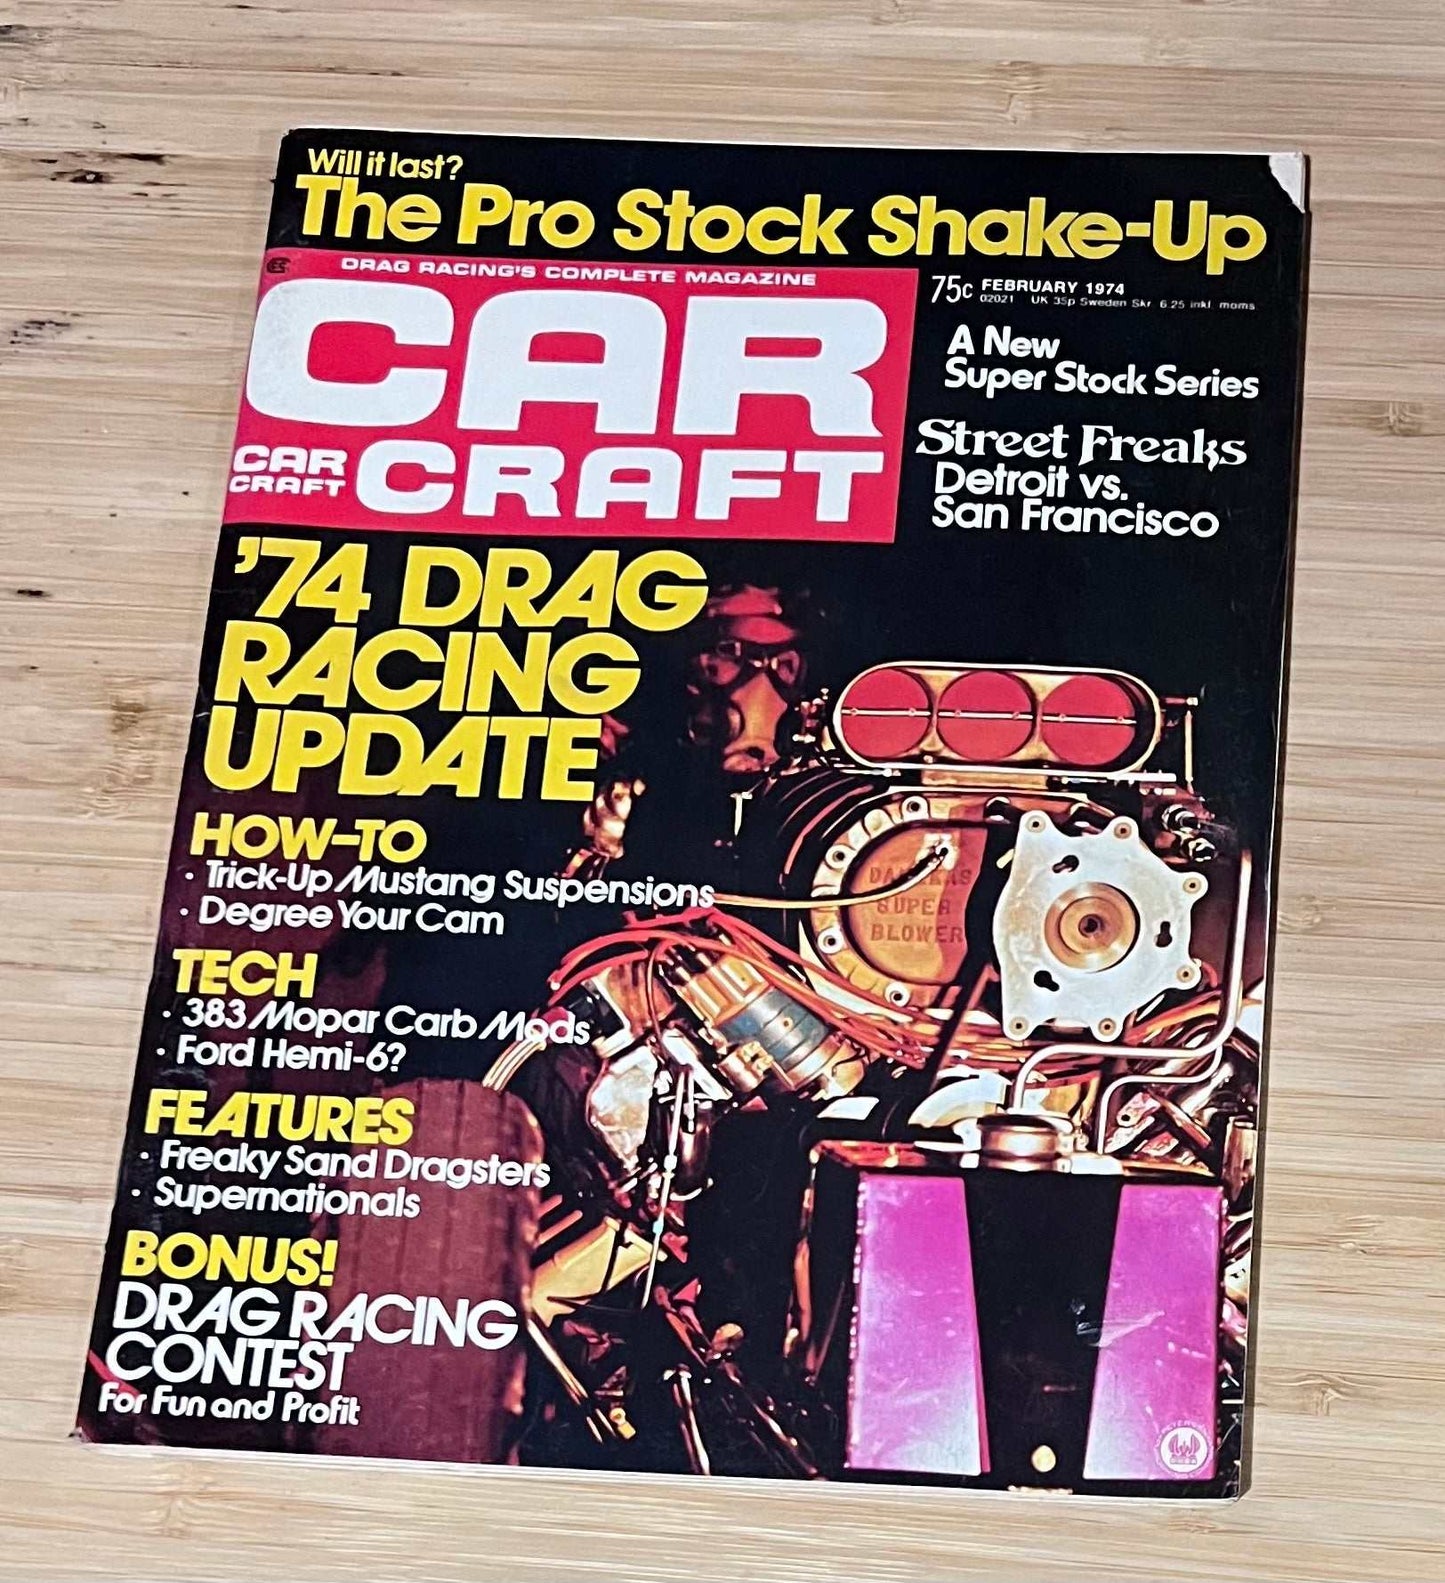 Will it last?
The Pro Stock Shake-Up
DRAG RACING'S COMPLETE MAGAZINE
CAR
CRAFT
CAR
CRAFT
75c FEBRUARY 1974
02021 UK 35p Sweden Skr 6.25 inkl moms
A New
Super Stock Series
Street Freaks
Detroit vs.
San Francisco
'74 DRAG
RACING
UPDATE
HOW-TO
· Trick-Up Mustang Suspensions
· Degree Your Cam
TECH
· 383 Mopar Carb Mods
· Ford Hemi-6?
FEATURES
· Freaky Sand Dragsters
· Supernationals
BONUS!
DRAG RACING
CONTEST
For Fun and Profit
SUPER
BLOWER